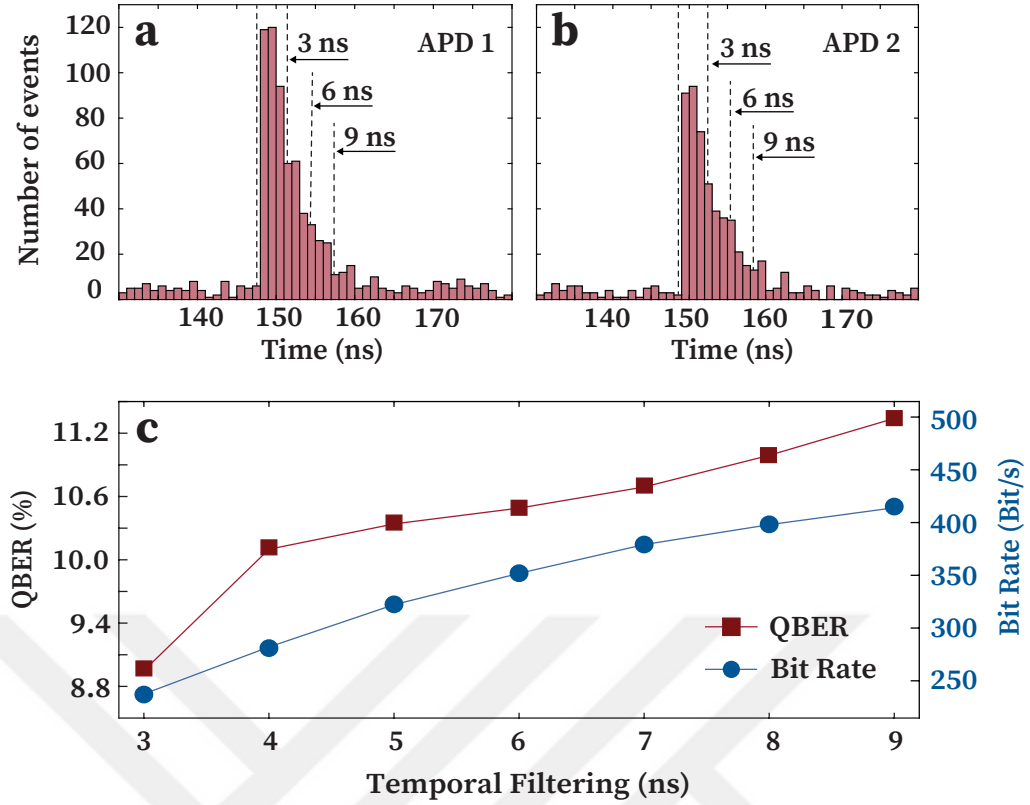 a
APD 1
3 ns
6 ns
9 ns
Number of events
120
100
80
60
40
20
0
140 150 160 170
Time (ns)
b
APD 2
3 ns
6 ns
9 ns
140 150 160 170
Time (ns)
c
QBER (%)
11.2
10.6
10.0
9.4
8.8
500
450
400
350
300
250
Bit Rate (Bit/s)
QBER
Bit Rate
3 4 5 6 7 8 9
Temporal Filtering (ns)